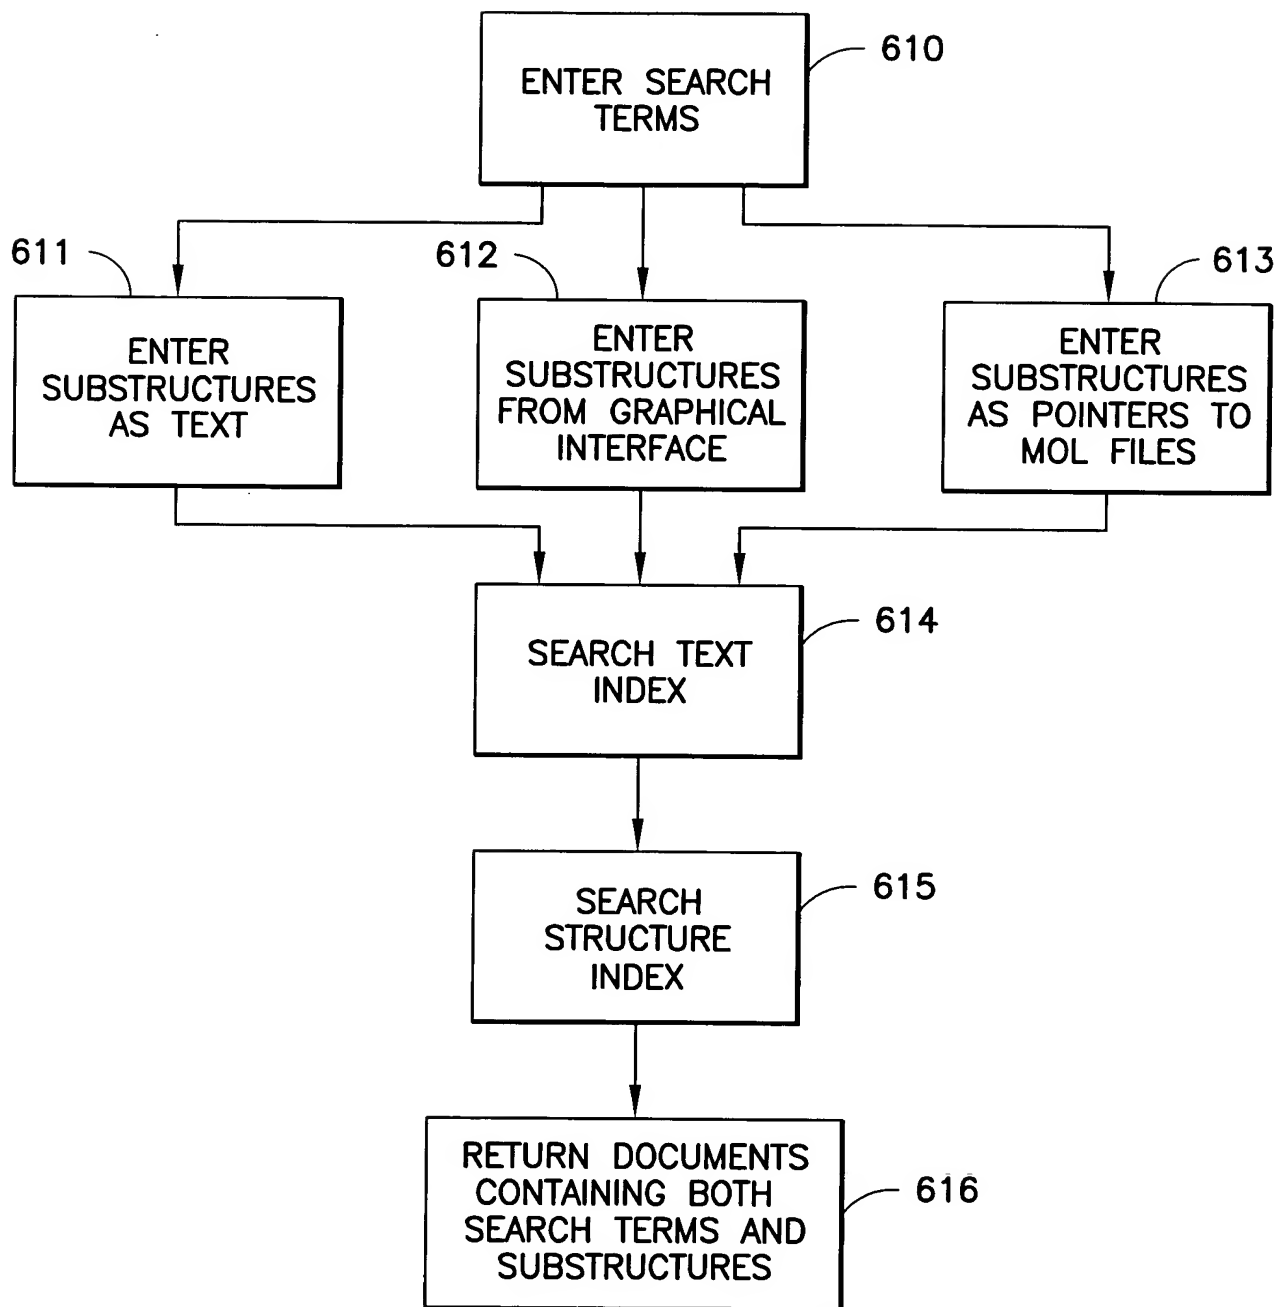 610
ENTER SEARCH
TERMS
611
612
613
ENTER
SUBSTRUCTURES
AS TEXT
ENTER
SUBSTRUCTURES
FROM GRAPHICAL
INTERFACE
ENTER
SUBSTRUCTURES
AS POINTERS TO
MOL FILES
614
SEARCH TEXT
INDEX
615
SEARCH
STRUCTURE
INDEX
616
RETURN DOCUMENTS
CONTAINING BOTH
SEARCH TERMS AND
SUBSTRUCTURES